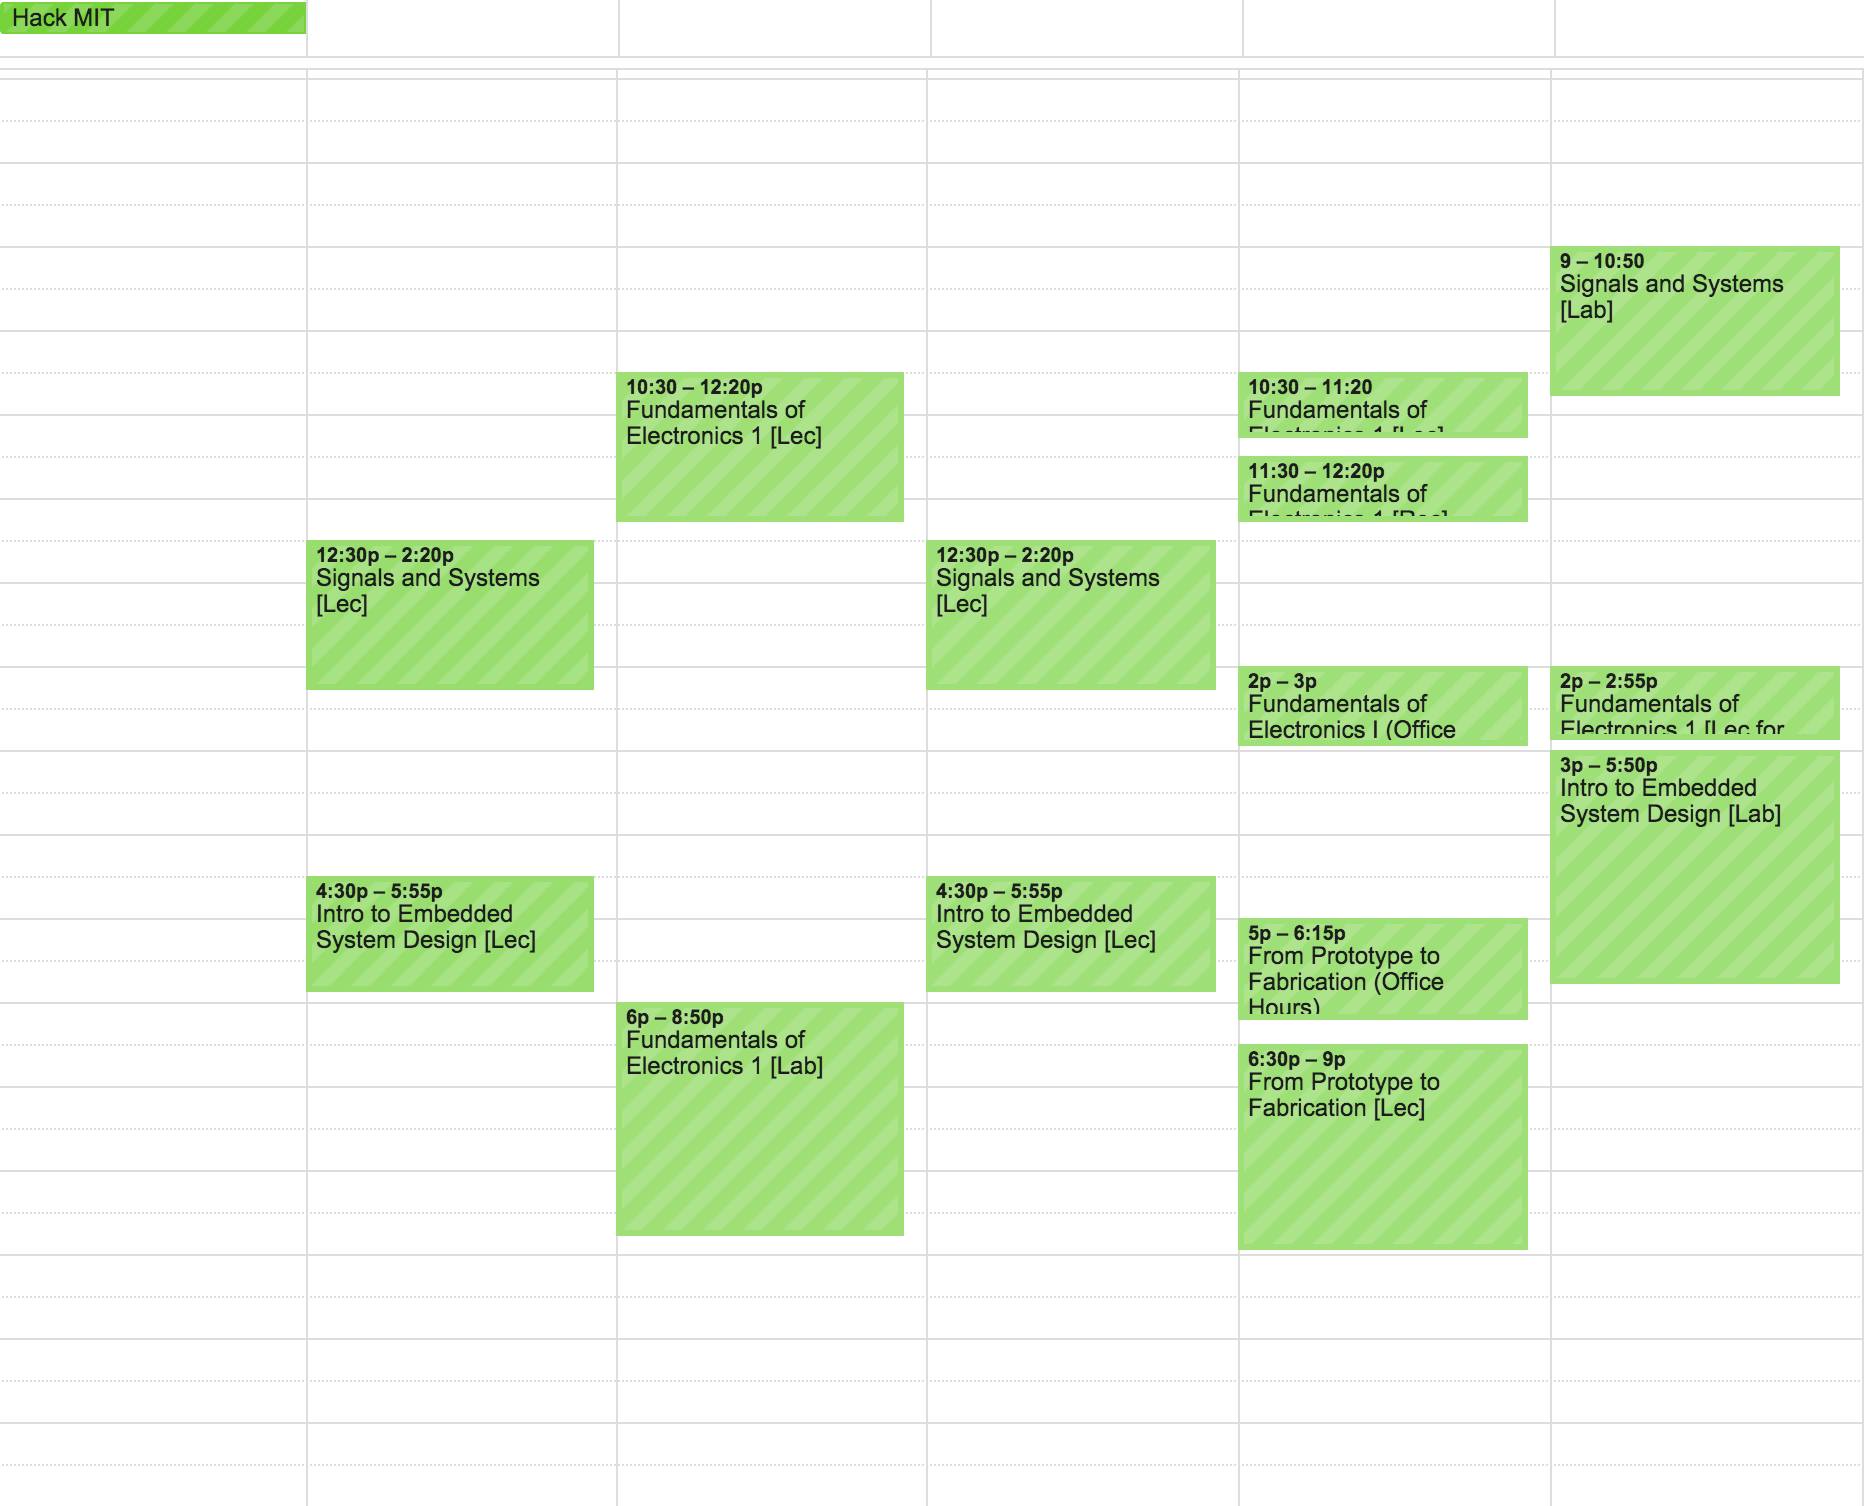 Hack MIT
12:30p – 2:20p
Signals and Systems
[Lec]
4:30p – 5:55p
Intro to Embedded
System Design [Lec]
10:30 – 12:20p
Fundamentals of
Electronics 1 [Lec]
6p – 8:50p
Fundamentals of
Electronics 1 [Lab]
12:30p – 2:20p
Signals and Systems
[Lec]
4:30p – 5:55p
Intro to Embedded
System Design [Lec]
10:30 – 11:20
Fundamentals of
Electronics 1 [Lec]
11:30 – 12:20p
Fundamentals of
Electronics 1 [Rec]
2p – 3p
Fundamentals of
Electronics I (Office
5p – 6:15p
From Prototype to
Fabrication (Office
Hours)
6:30p – 9p
From Prototype to
Fabrication [Lec]
9 – 10:50
Signals and Systems
[Lab]
2p – 2:55p
Fundamentals of
Electronics 1 [Lec for
3p – 5:50p
Intro to Embedded
System Design [Lab]